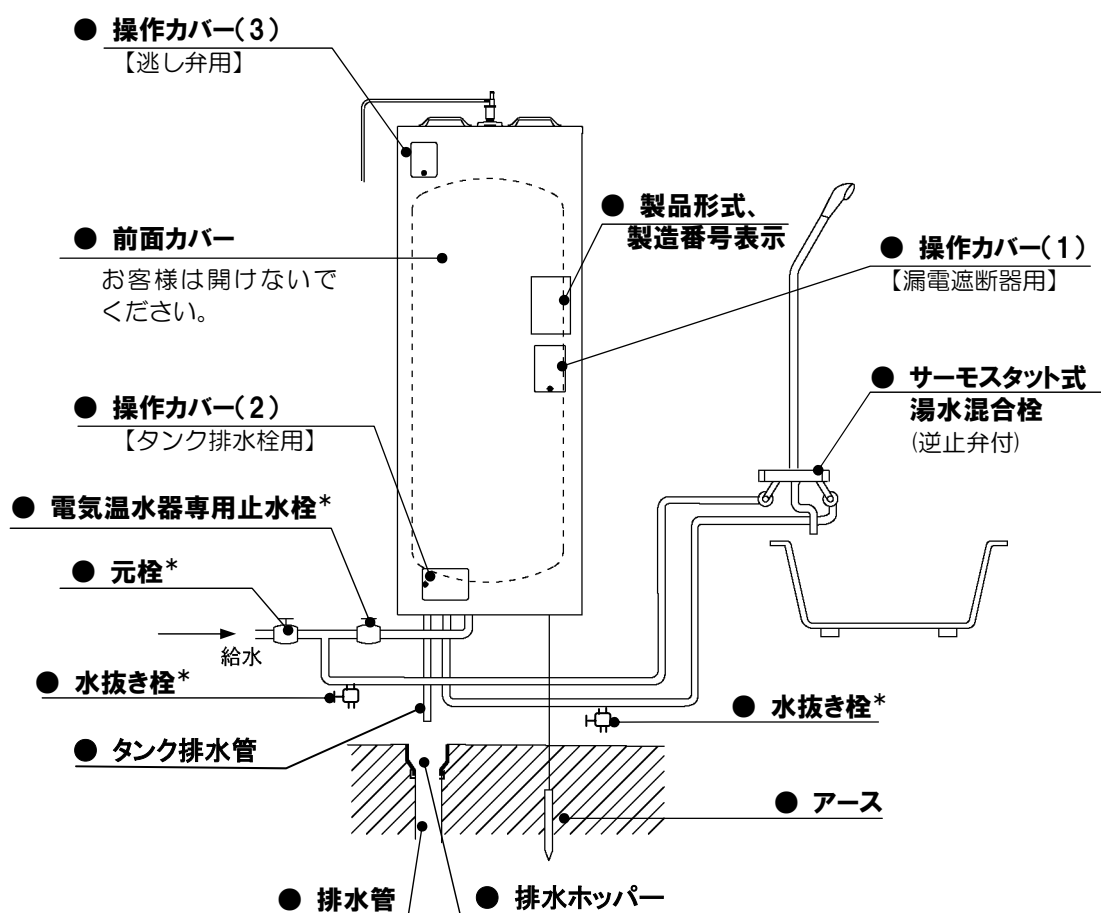 ● 操作カバー(3)
【逃し弁用】
● 製品形式、
製造番号表示
● 前面カバー
お客様は開けないで
ください。
● 操作カバー(1)
【漏電遮断器用】
● サーモスタット式
湯水混合栓
(逆止弁付)
● 操作カバー(2)
【タンク排水栓用】
● 電気温水器専用止水栓*
● 元栓*
給水
● 水抜き栓*
● 水抜き栓*
● タンク排水管
● アース
● 排水管
● 排水ホッパー